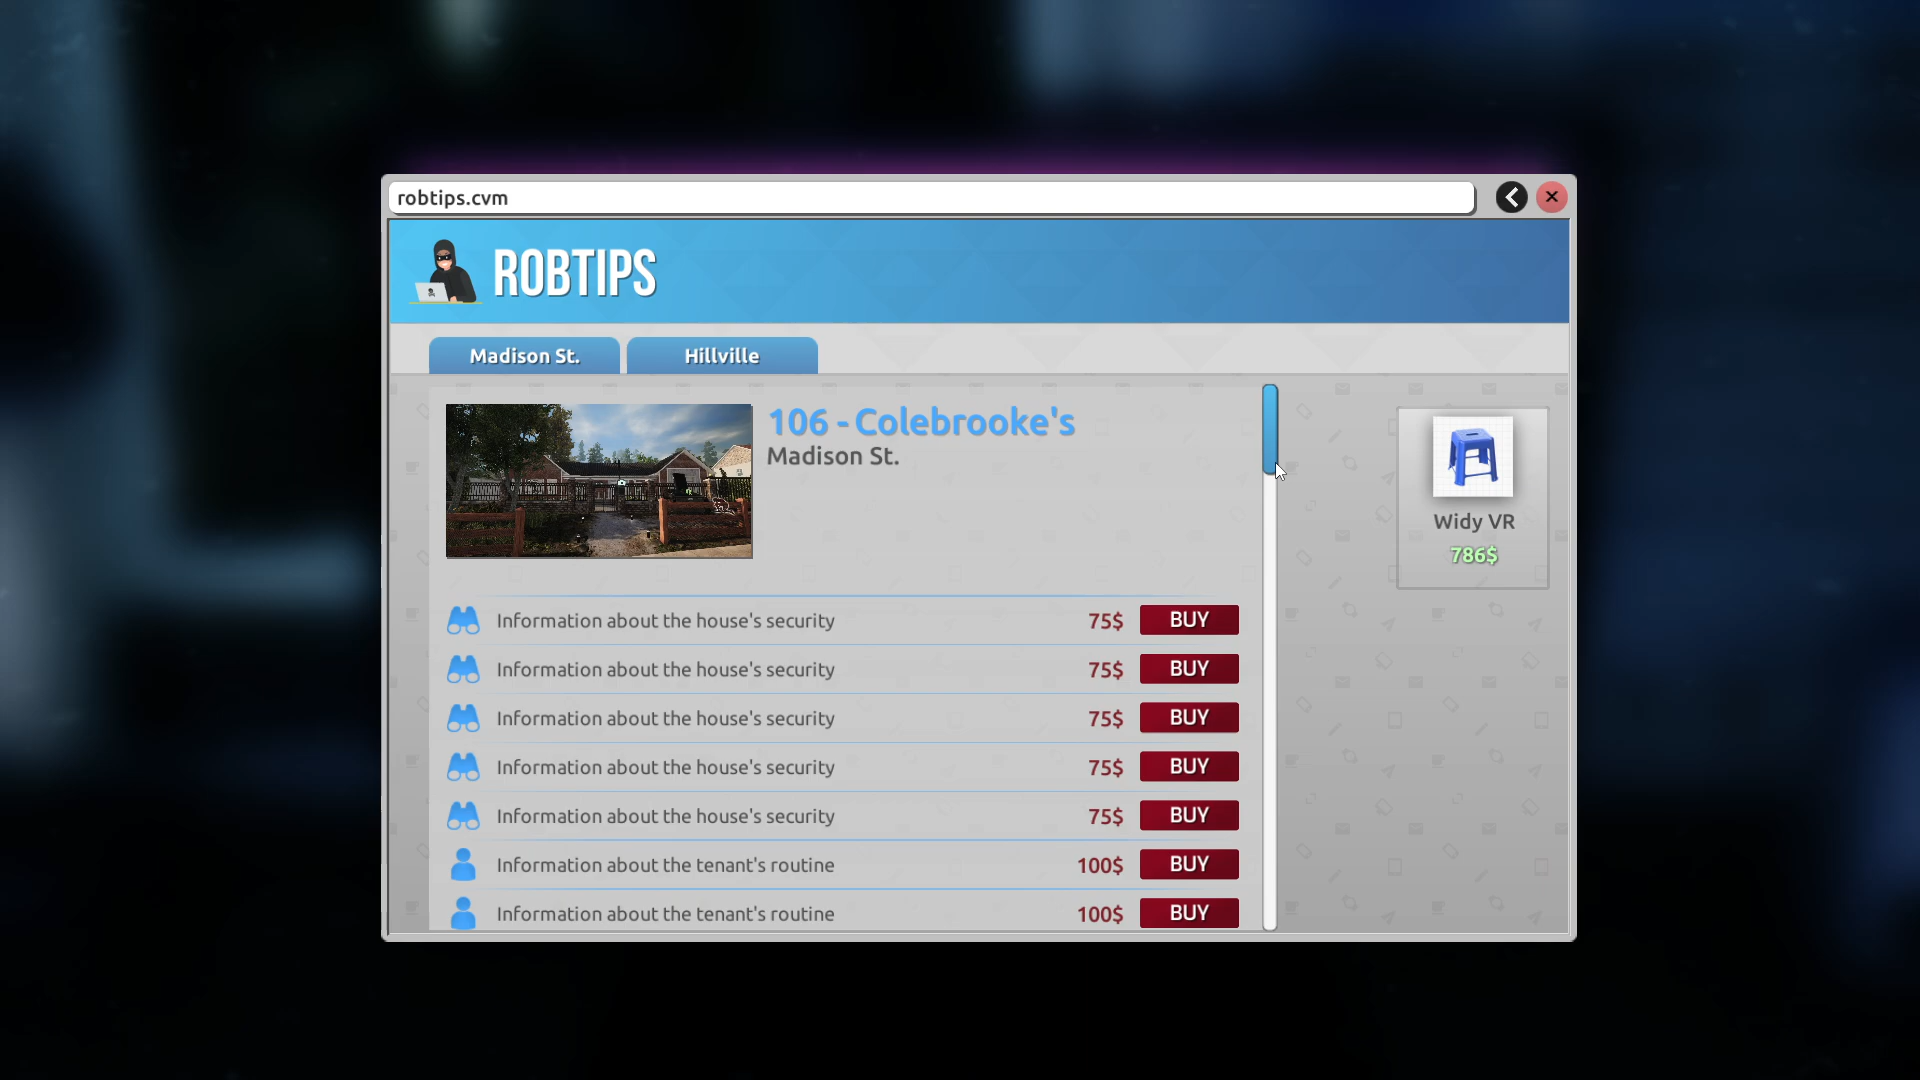 robtips.cvm
ROBTIPS
Madison St.
Hillville
106 - Colebrooke's
Madison St.
Widy VR
786$
Information about the house's security 75$ BUY
Information about the house's security 75$ BUY
Information about the house's security 75$ BUY
Information about the house's security 75$ BUY
Information about the house's security 75$ BUY
Information about the tenant's routine 100$ BUY
Information about the tenant's routine 100$ BUY